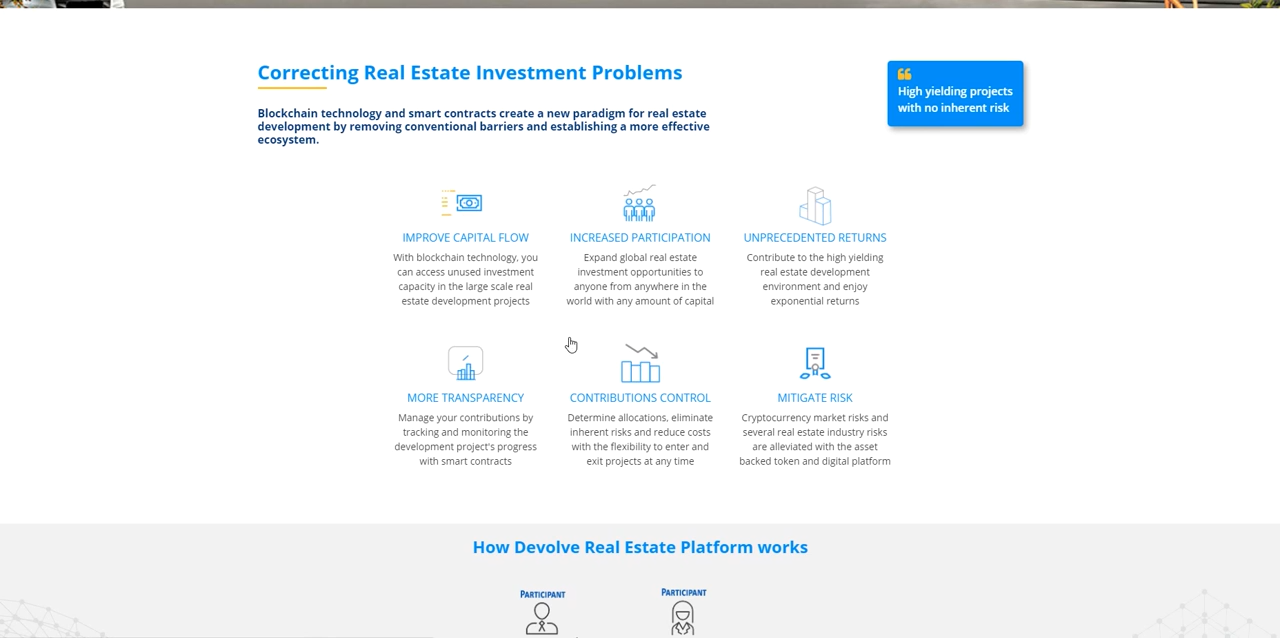 Correcting Real Estate Investment Problems
High yielding projects
with no inherent risk
Blockchain technology and smart contracts create a new paradigm for real estate
development by removing conventional barriers and establishing a more effective
ecosystem.
IMPROVE CAPITAL FLOW
With blockchain technology, you
can access unused investment
capacity in the large scale real
estate development projects
INCREASED PARTICIPATION
Expand global real estate
investment opportunities to
anyone from anywhere in the
world with any amount of capital
UNPRECEDENTED RETURNS
Contribute to the high yielding
real estate development
environment and enjoy
exponential returns
MORE TRANSPARENCY
Manage your contributions by
tracking and monitoring the
development project's progress
with smart contracts
CONTRIBUTIONS CONTROL
Determine allocations, eliminate
inherent risks and reduce costs
with the flexibility to enter and
exit projects at any time
MITIGATE RISK
Cryptocurrency market risks and
several real estate industry risks
are alleviated with the asset
backed token and digital platform
How Devolve Real Estate Platform works
PARTICIPANT
PARTICIPANT